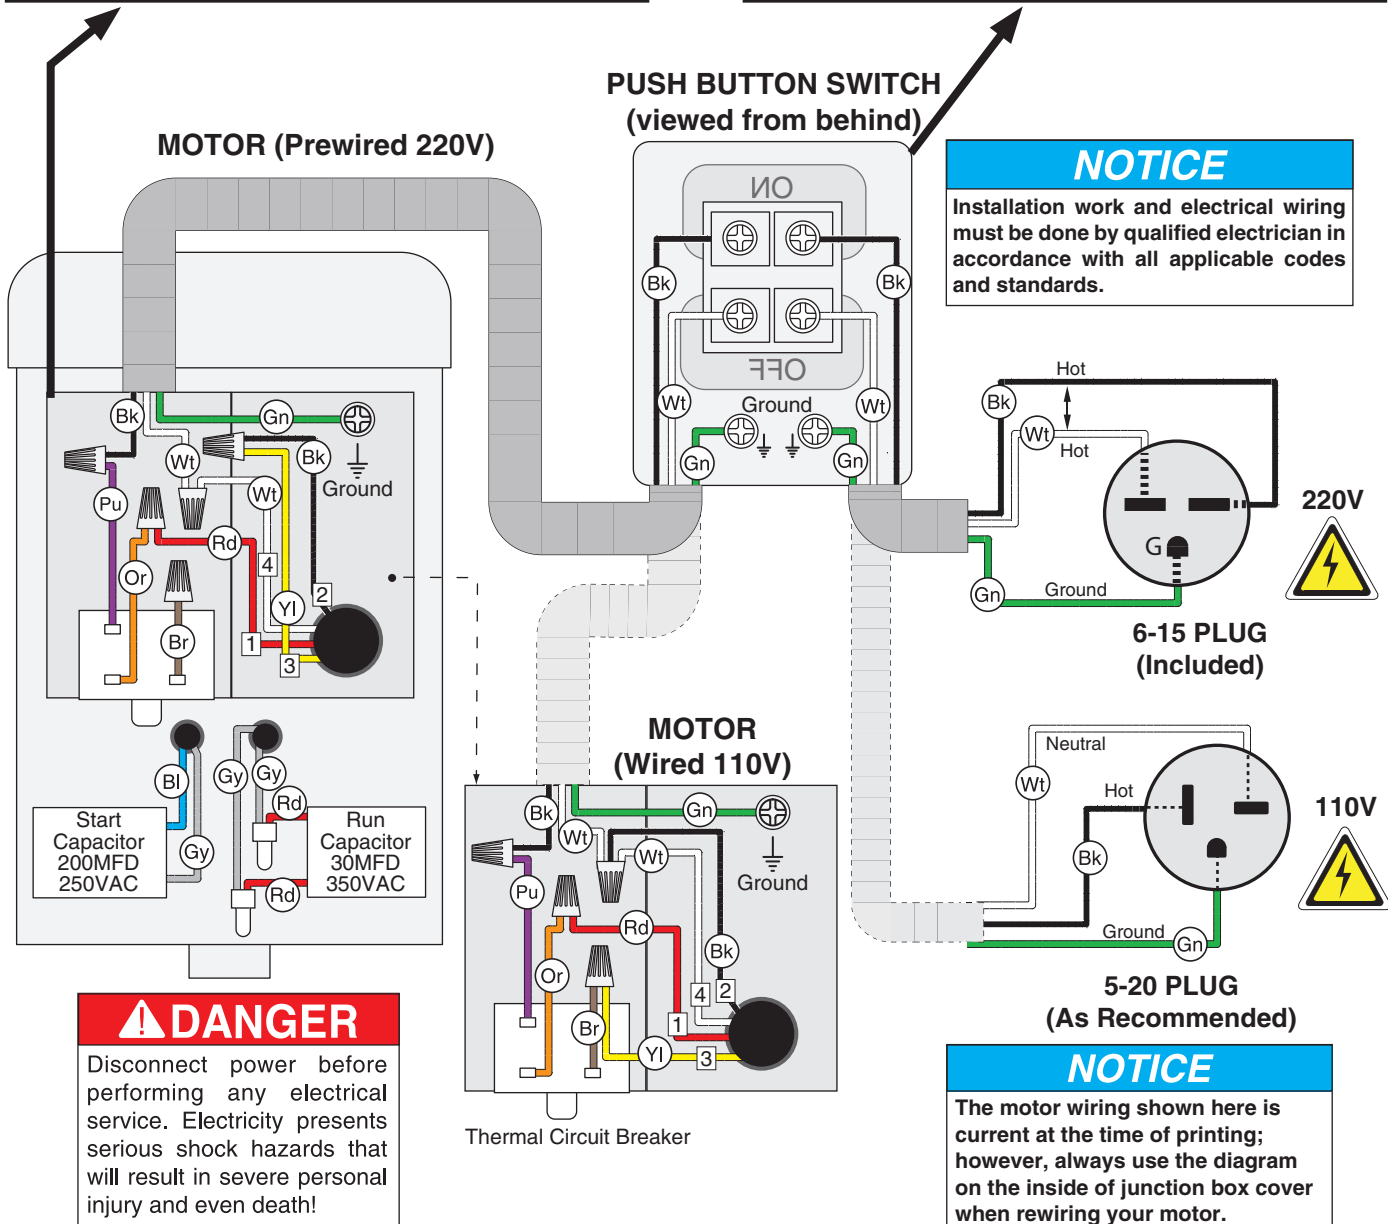 PUSH BUTTON SWITCH
(viewed from behind)
MOTOR (Prewired 220V)
NOTICE
Installation work and electrical wiring
must be done by qualified electrician in
accordance with all applicable codes
and standards.
ON
OFF
Bk
Bk
Wt
Wt
Ground
Gn
Gn
Bk
Gn
Wt
Bk
Ground
Pu
Wt
Rd
4
Or
2
Yl
Br
1
3
Bl
Gy
Gy
Rd
Start
Capacitor
200MFD
250VAC
Gy
Run
Capacitor
30MFD
350VAC
Rd
Hot
Bk
Wt
Hot
220V
G
Gn
Ground
6-15 PLUG
(Included)
MOTOR
(Wired 110V)
Bk
Gn
Wt
Wt
Ground
Pu
Rd
Bk
Or
4
2
1
Br
Yl
3
Thermal Circuit Breaker
Neutral
Wt
Hot
110V
Bk
Ground
Gn
5-20 PLUG
(As Recommended)
DANGER
Disconnect power before
performing any electrical
service. Electricity presents
serious shock hazards that
will result in severe personal
injury and even death!
NOTICE
The motor wiring shown here is
current at the time of printing;
however, always use the diagram
on the inside of junction box cover
when rewiring your motor.